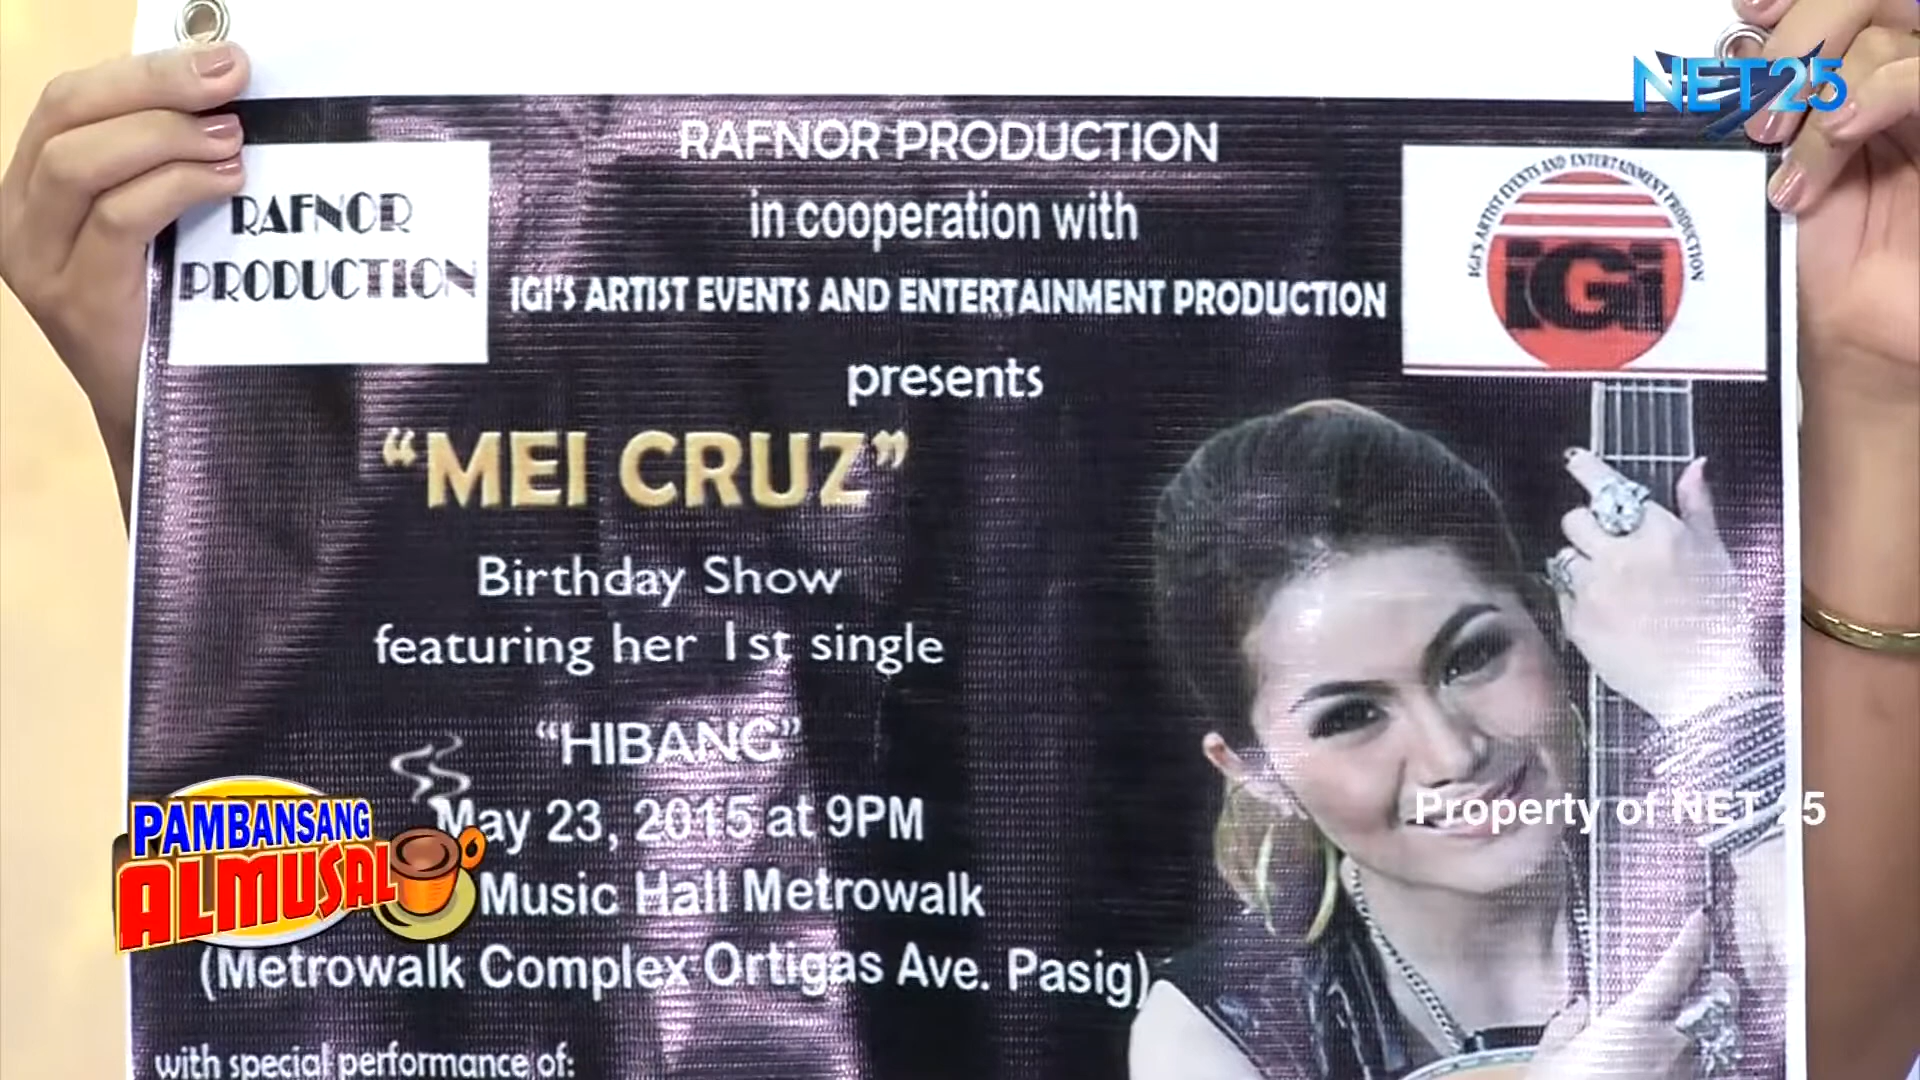 NET25
RAFNOR PRODUCTION
in cooperation with
IGI'S ARTIST EVENTS AND ENTERTAINMENT PRODUCTION
presents
RAFNOR
PRODUCTION
IGI'S ARTIST EVENTS AND ENTERTAINMENT PRODUCTION
iGi
"MEI CRUZ"
Birthday Show
featuring her 1st single
"HIBANG"
May 23, 2015 at 9PM
Music Hall Metrowalk
(Metrowalk Complex Ortigas Ave. Pasig)
with special performance of:
PAMBANSANG
ALMUSAL
Property of NET 25